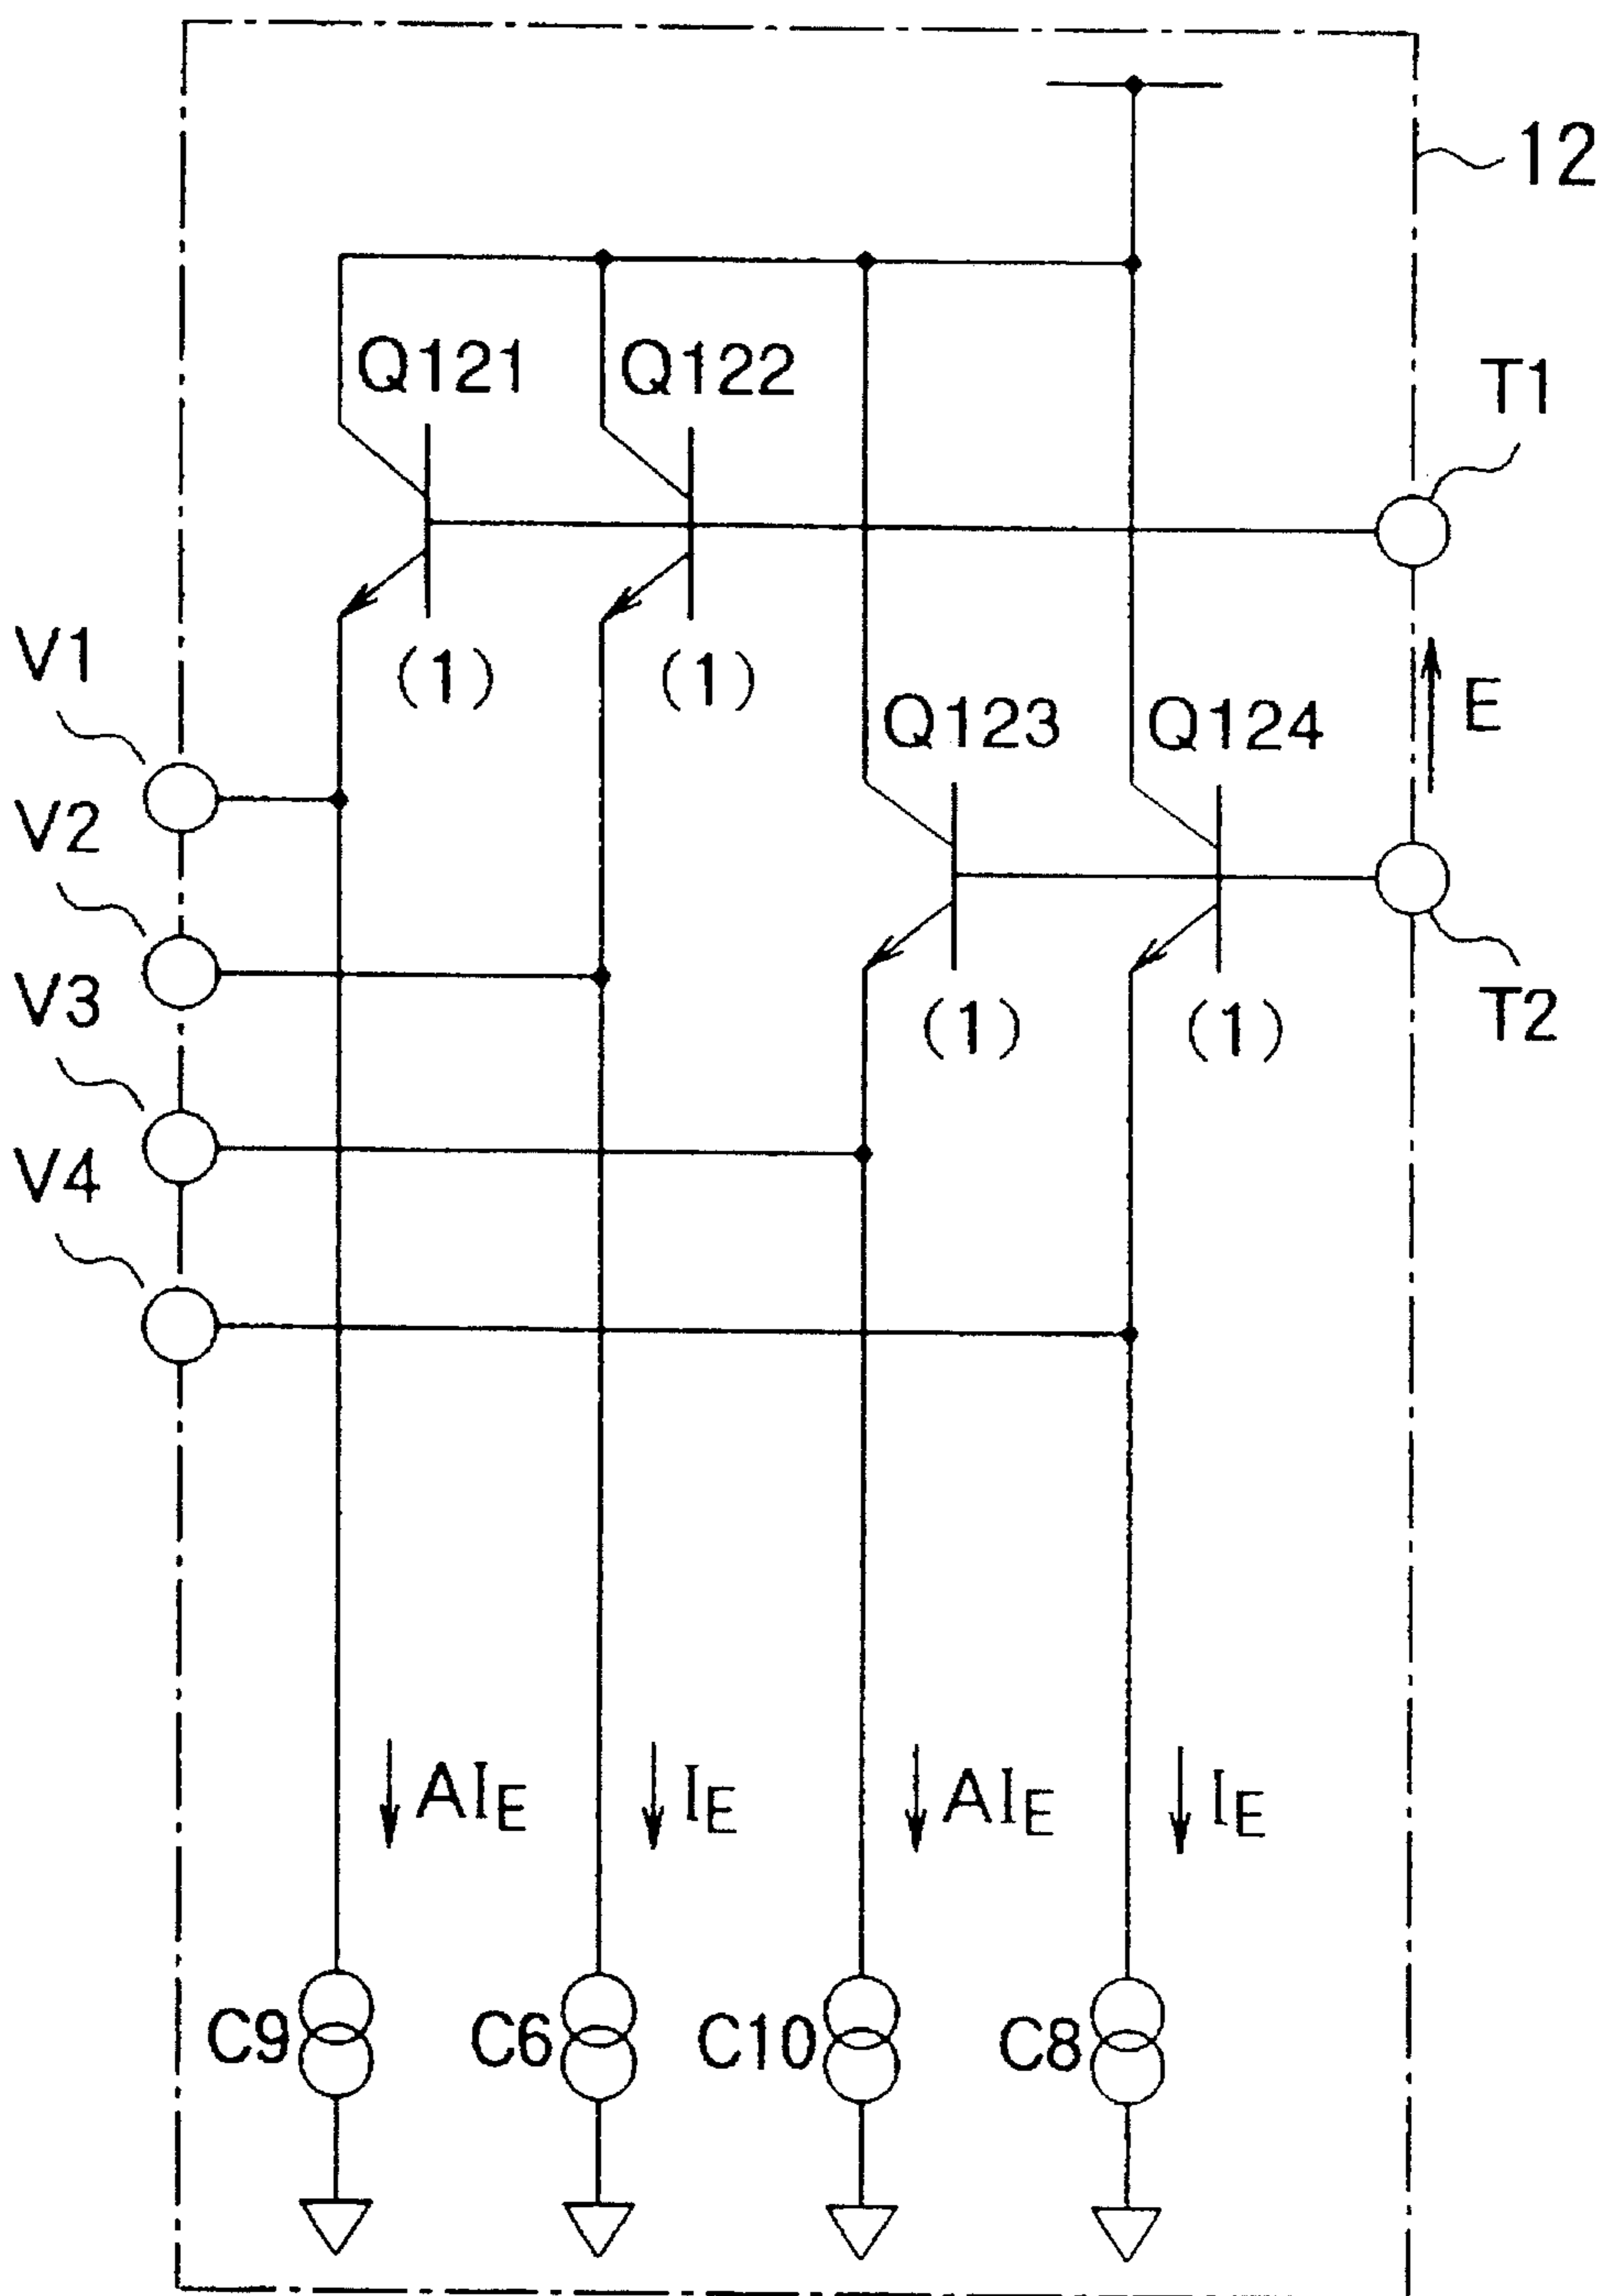 12
Q121
Q122
T1
V1
(1)
(1)
E
Q123
Q124
V2
V3
(1)
(1)
T2
V4
AIE
IE
AIE
IE
C9
C6
C10
C8